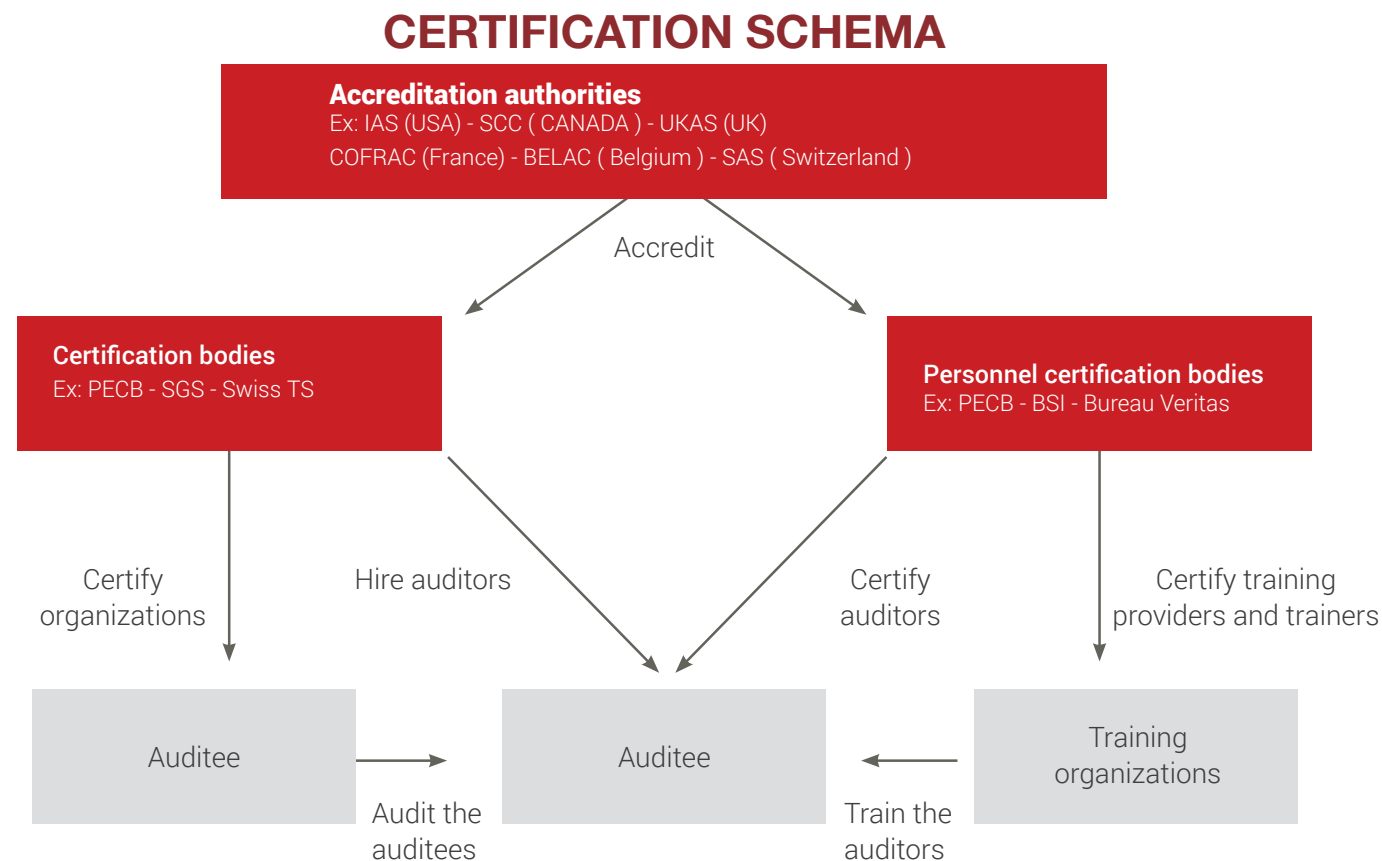 CERTIFICATION SCHEMA
Accreditation authorities
Ex: IAS (USA) - SCC ( CANADA ) - UKAS (UK)
COFRAC (France) - BELAC ( Belgium ) - SAS ( Switzerland )
Accredit
Certification bodies
Ex: PECB - SGS - Swiss TS
Personnel certification bodies
Ex: PECB - BSI - Bureau Veritas
Certify
organizations
Hire auditors
Certify
auditors
Certify training
providers and trainers
Auditee
Auditee
Training
organizations
Audit the
auditees
Train the
auditors